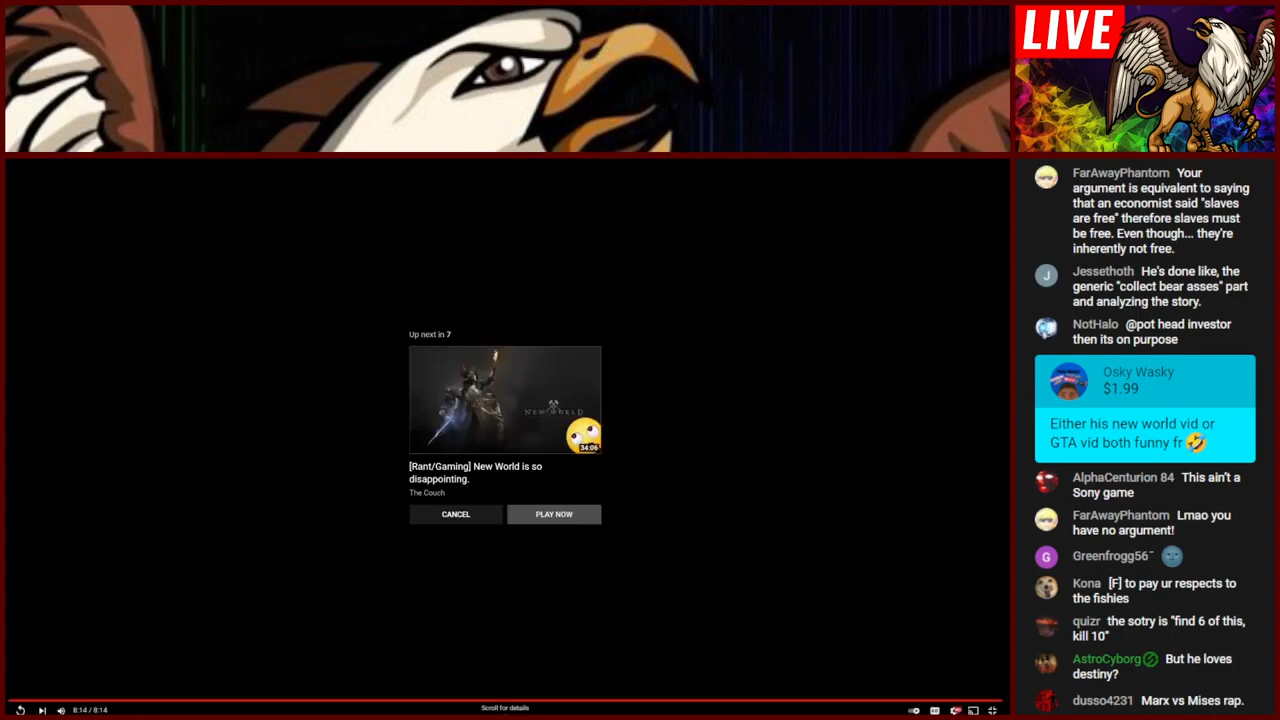 LIVE
FarAwayPhantom Your
argument is equivalent to saying
that an economist said "slaves
are free" therefore slaves must
be free. Even though... they're
inherently not free.
J
Jessethoth He's done like, the
generic "collect bear asses" part
and analyzing the story.
NotHalo @pot head investor
then its on purpose
Osky Wasky
$1.99
Either his new world vid or
GTA vid both funny fr🤣
AlphaCenturion 84 This ain't a
Sony game
FarAwayPhantom Lmao you
have no argument!
G
Greenfrogg56 🌚
Kona [F] to pay ur respects to
the fishies
quizr the sotry is "find 6 of this,
kill 10"
AstroCyborg But he loves
destiny?
dusso4231 Marx vs Mises rap.
Up next in 7
NEW WORLD
34:06
[Rant/Gaming] New World is so
disappointing.
The Couch
CANCEL
PLAY NOW
8:14 / 8:14
Scroll for details